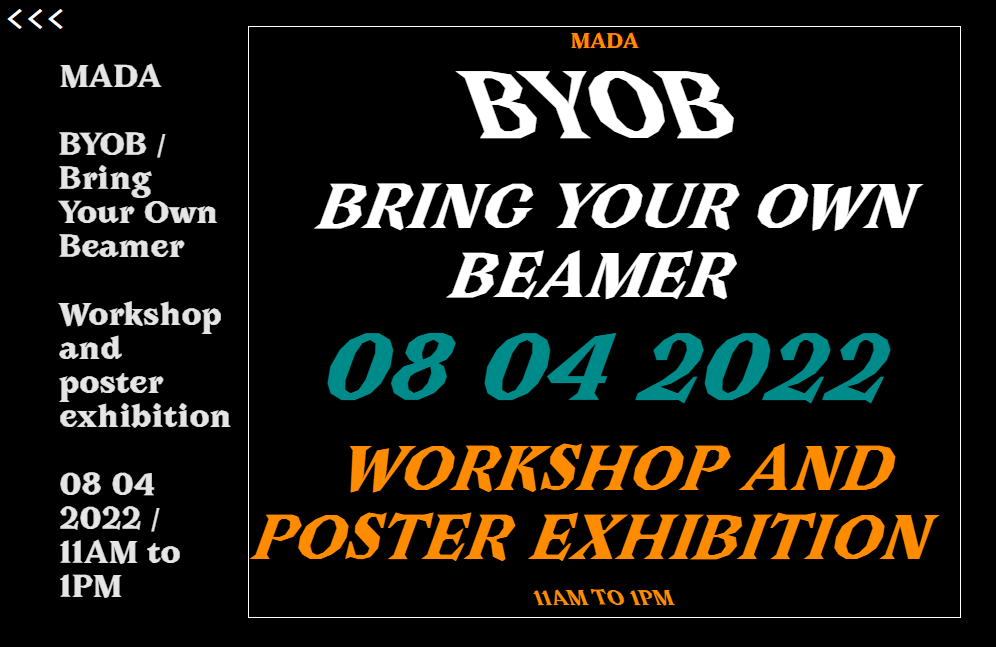 <<<
MADA
BYOB /
Bring
Your Own
Beamer
Workshop
and
poster
exhibition
08 04
2022 /
11AM to
1PM
MADA
BYOB
BRING YOUR OWN
BEAMER
08 04 2022
WORKSHOP AND
POSTER EXHIBITION
11AM TO 1PM